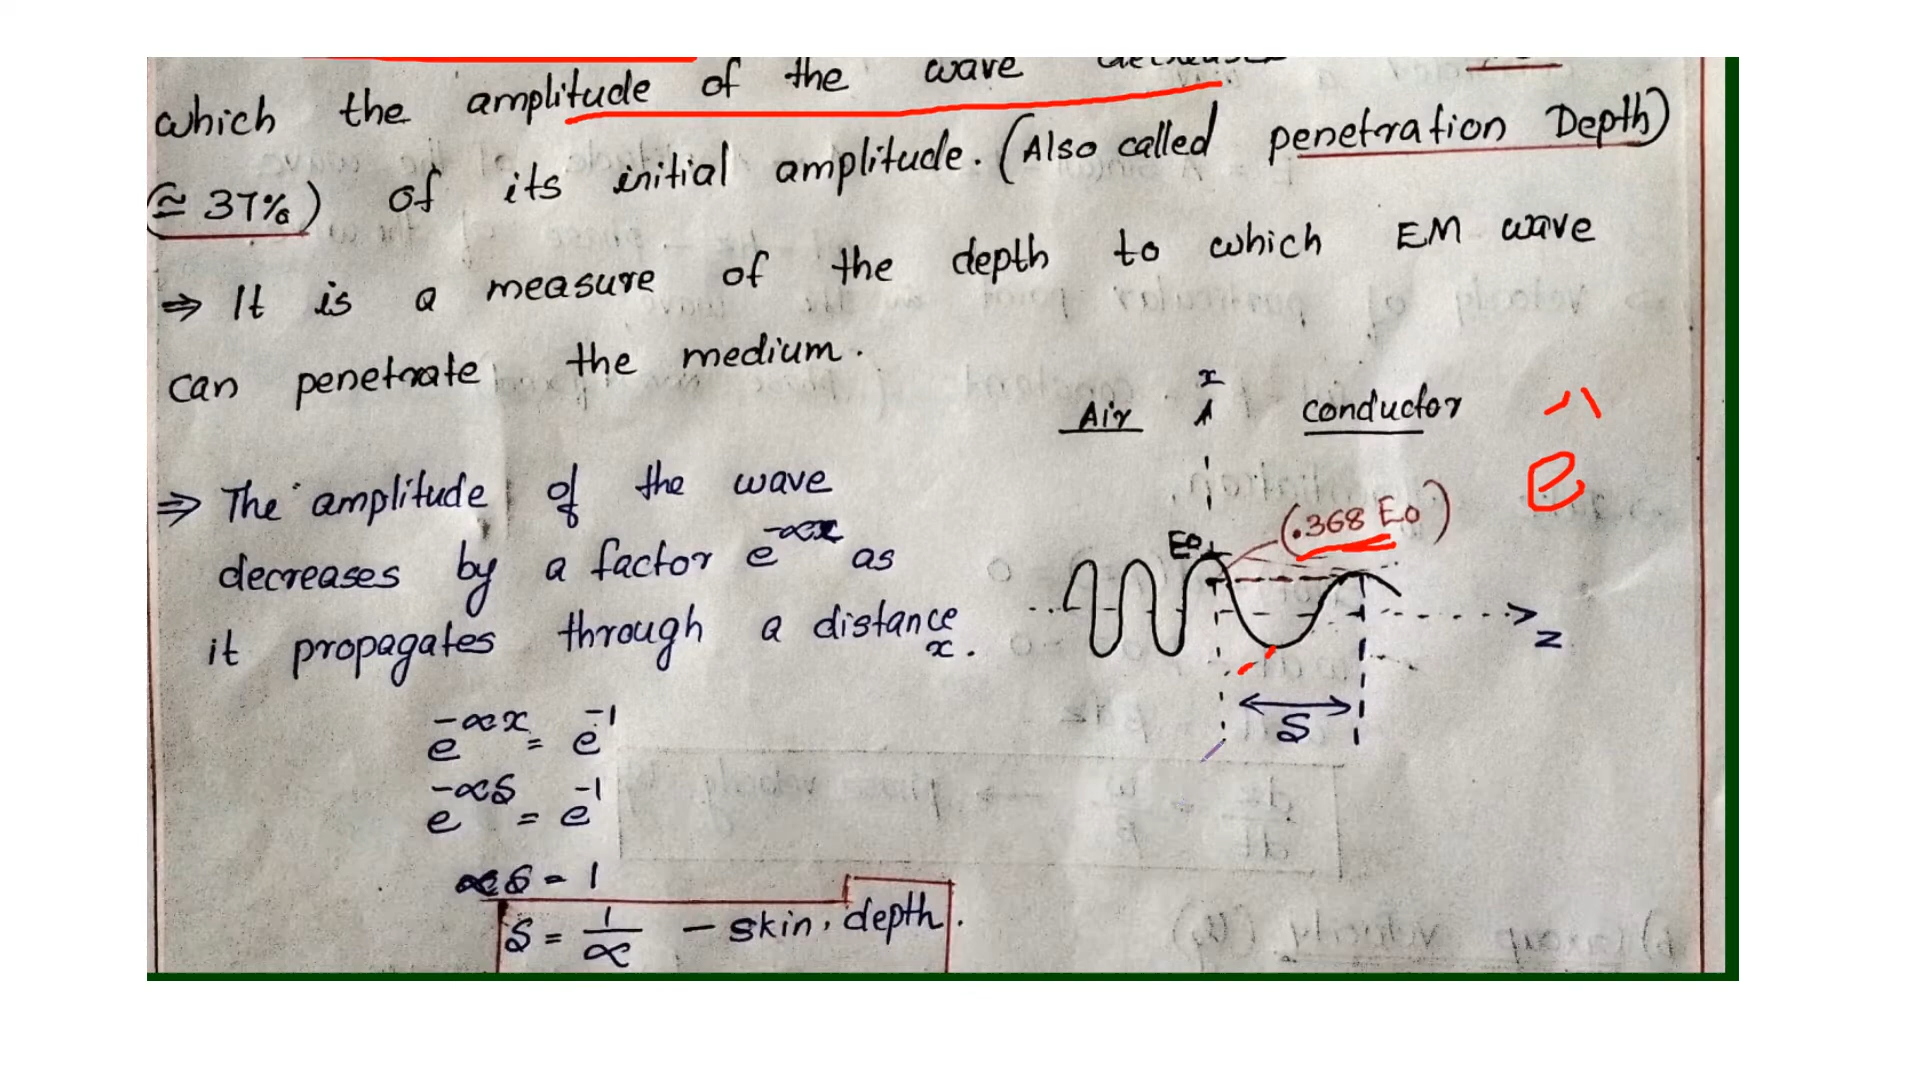 which the amplitude of the wave
(≅ 37%) of its initial amplitude. (Also called penetration Depth)
⇒ It is a measure of the depth to which EM wave
can penetrate the medium.
⇒ The amplitude of the wave
decreases by a factor e^-αx as
it propagates through a distance
x.
e^-αx = e^-1
e^-αδ = e^-1
αδ = 1
δ = 1/α - skin depth.
x
Air conductor
e^-1
(.368 E0)
E0
z
δ